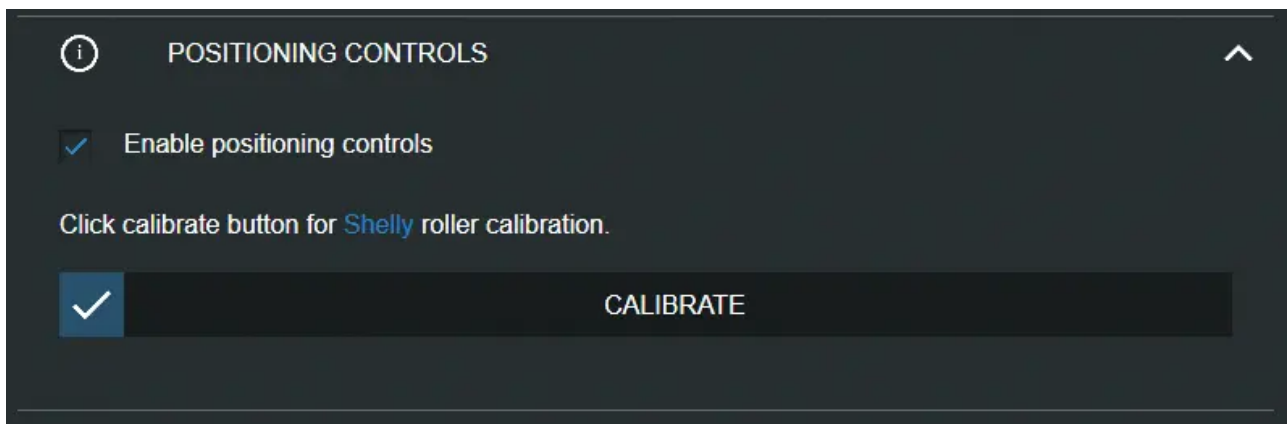 POSITIONING CONTROLS
Enable positioning controls
Click calibrate button for Shelly roller calibration.
CALIBRATE